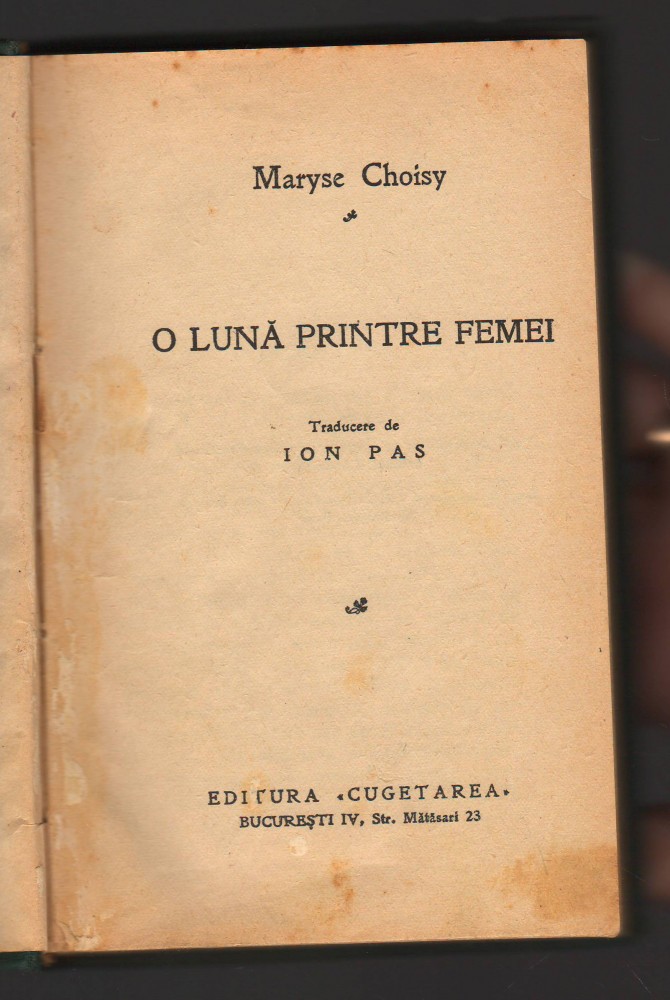 Maryse Choisy
O LUNĂ PRINTRE FEMEI
Traducere de
ION PAS
EDITURA «CUGETAREA»
BUCUREŞTI IV, Str. Mătăsari 23